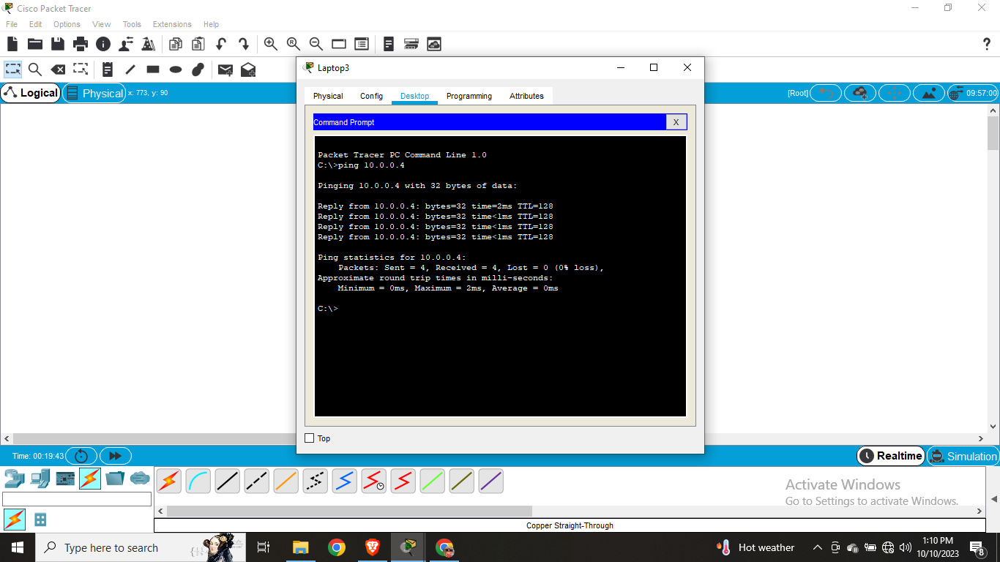 Cisco Packet Tracer
File Edit Options View Tools Extensions Help
Laptop3
Logical
Physical
x: 773, y: 90
[Root]
09:57:00
Physical Config Desktop Programming Attributes
Command Prompt
X
Packet Tracer PC Command Line 1.0
C:\>ping 10.0.0.4
Pinging 10.0.0.4 with 32 bytes of data:
Reply from 10.0.0.4: bytes=32 time=2ms TTL=128
Reply from 10.0.0.4: bytes=32 time<1ms TTL=128
Reply from 10.0.0.4: bytes=32 time<1ms TTL=128
Reply from 10.0.0.4: bytes=32 time<1ms TTL=128
Ping statistics for 10.0.0.4:
Packets: Sent = 4, Received = 4, Lost = 0 (0% loss),
Approximate round trip times in milli-seconds:
Minimum = 0ms, Maximum = 2ms, Average = 0ms
C:\>
Top
Time: 00:19:43
Realtime
Simulation
Activate Windows
Go to Settings to activate Windows.
Copper Straight-Through
Type here to search
Hot weather
1:10 PM
10/10/2023
8